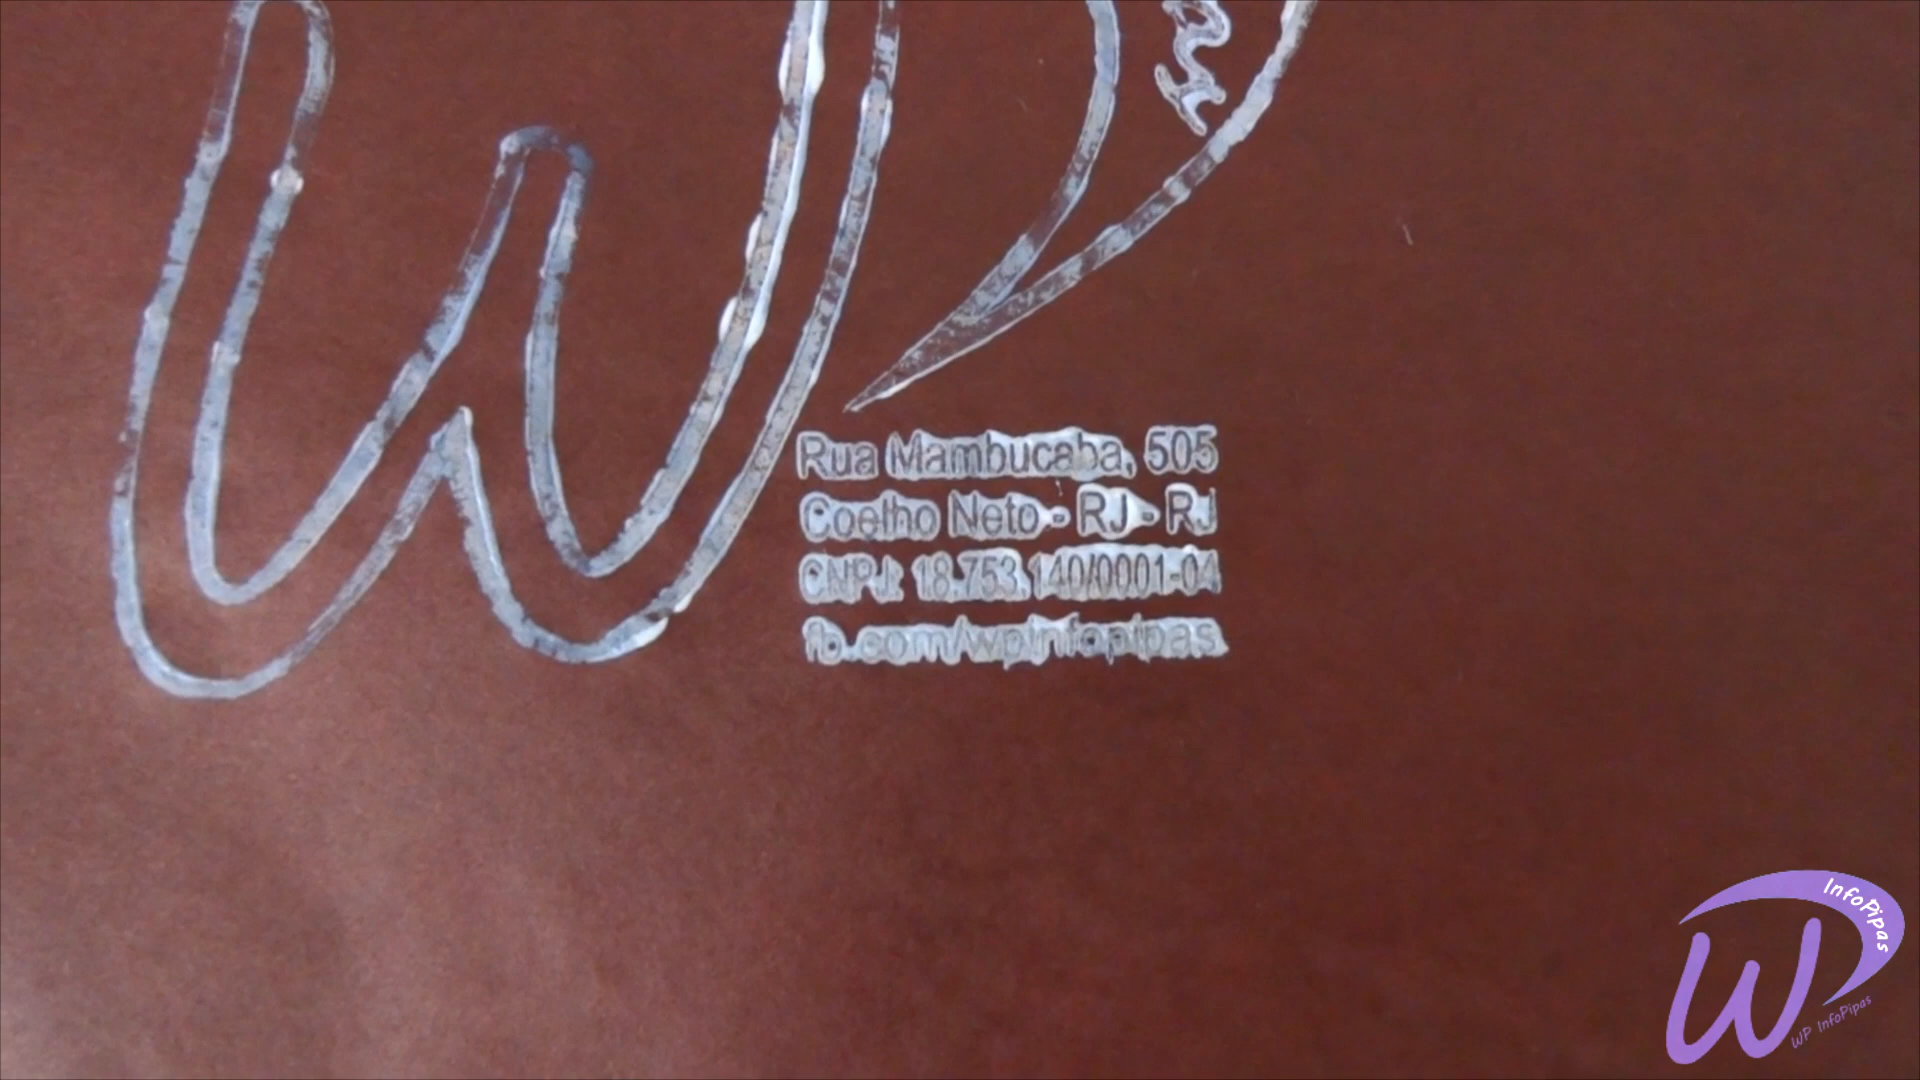 Rua Mambucaba, 505
Coelho Neto - RJ - RJ
CNPJ: 18.753.140/0001-04
fb.com/wpinfopipas
InfoPipas
W
WP InfoPipas